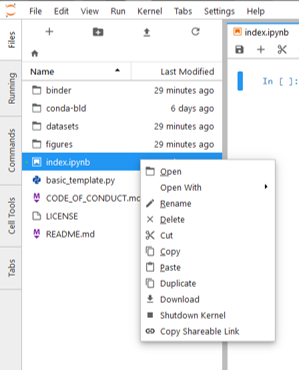 File Edit View Run Kernel Tabs Settings Help
Files
Running
Commands
Cell Tools
Tabs
Name Last Modified
binder 29 minutes ago
conda-bld 6 days ago
datasets 29 minutes ago
figures 29 minutes ago
index.ipynb
basic_template.py
CODE_OF_CONDUCT.mc
LICENSE
README.md
Open
Open With
Rename
Delete
Cut
Copy
Paste
Duplicate
Download
Shutdown Kernel
Copy Shareable Link
index.ipynb
In [ ]: